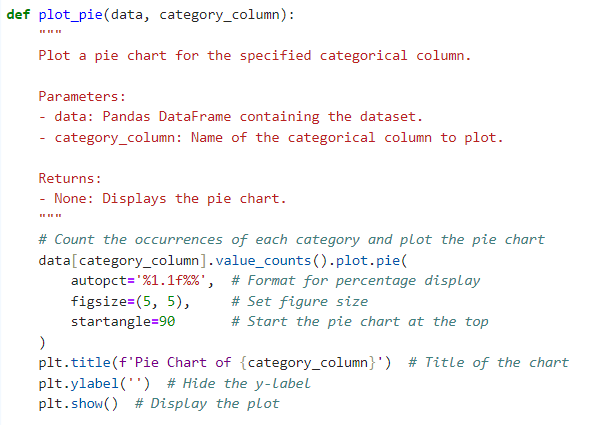 def plot_pie(data, category_column):
    """
    Plot a pie chart for the specified categorical column.

    Parameters:
    - data: Pandas DataFrame containing the dataset.
    - category_column: Name of the categorical column to plot.

    Returns:
    - None: Displays the pie chart.
    """
    # Count the occurrences of each category and plot the pie chart
    data[category_column].value_counts().plot.pie(
        autopct='%1.1f%%',  # Format for percentage display
        figsize=(5, 5),     # Set figure size
        startangle=90       # Start the pie chart at the top
    )
    plt.title(f'Pie Chart of {category_column}')  # Title of the chart
    plt.ylabel('')  # Hide the y-label
    plt.show()  # Display the plot